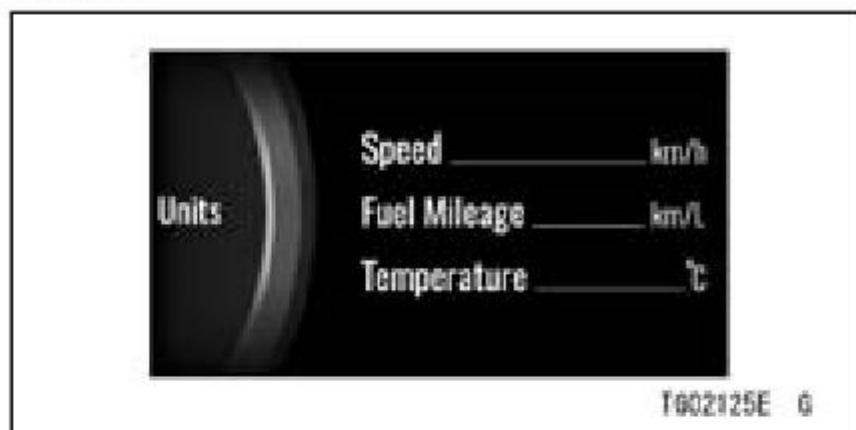 Speed km/h
Units
Fuel Mileage km/L
Temperature °C
T002125E G